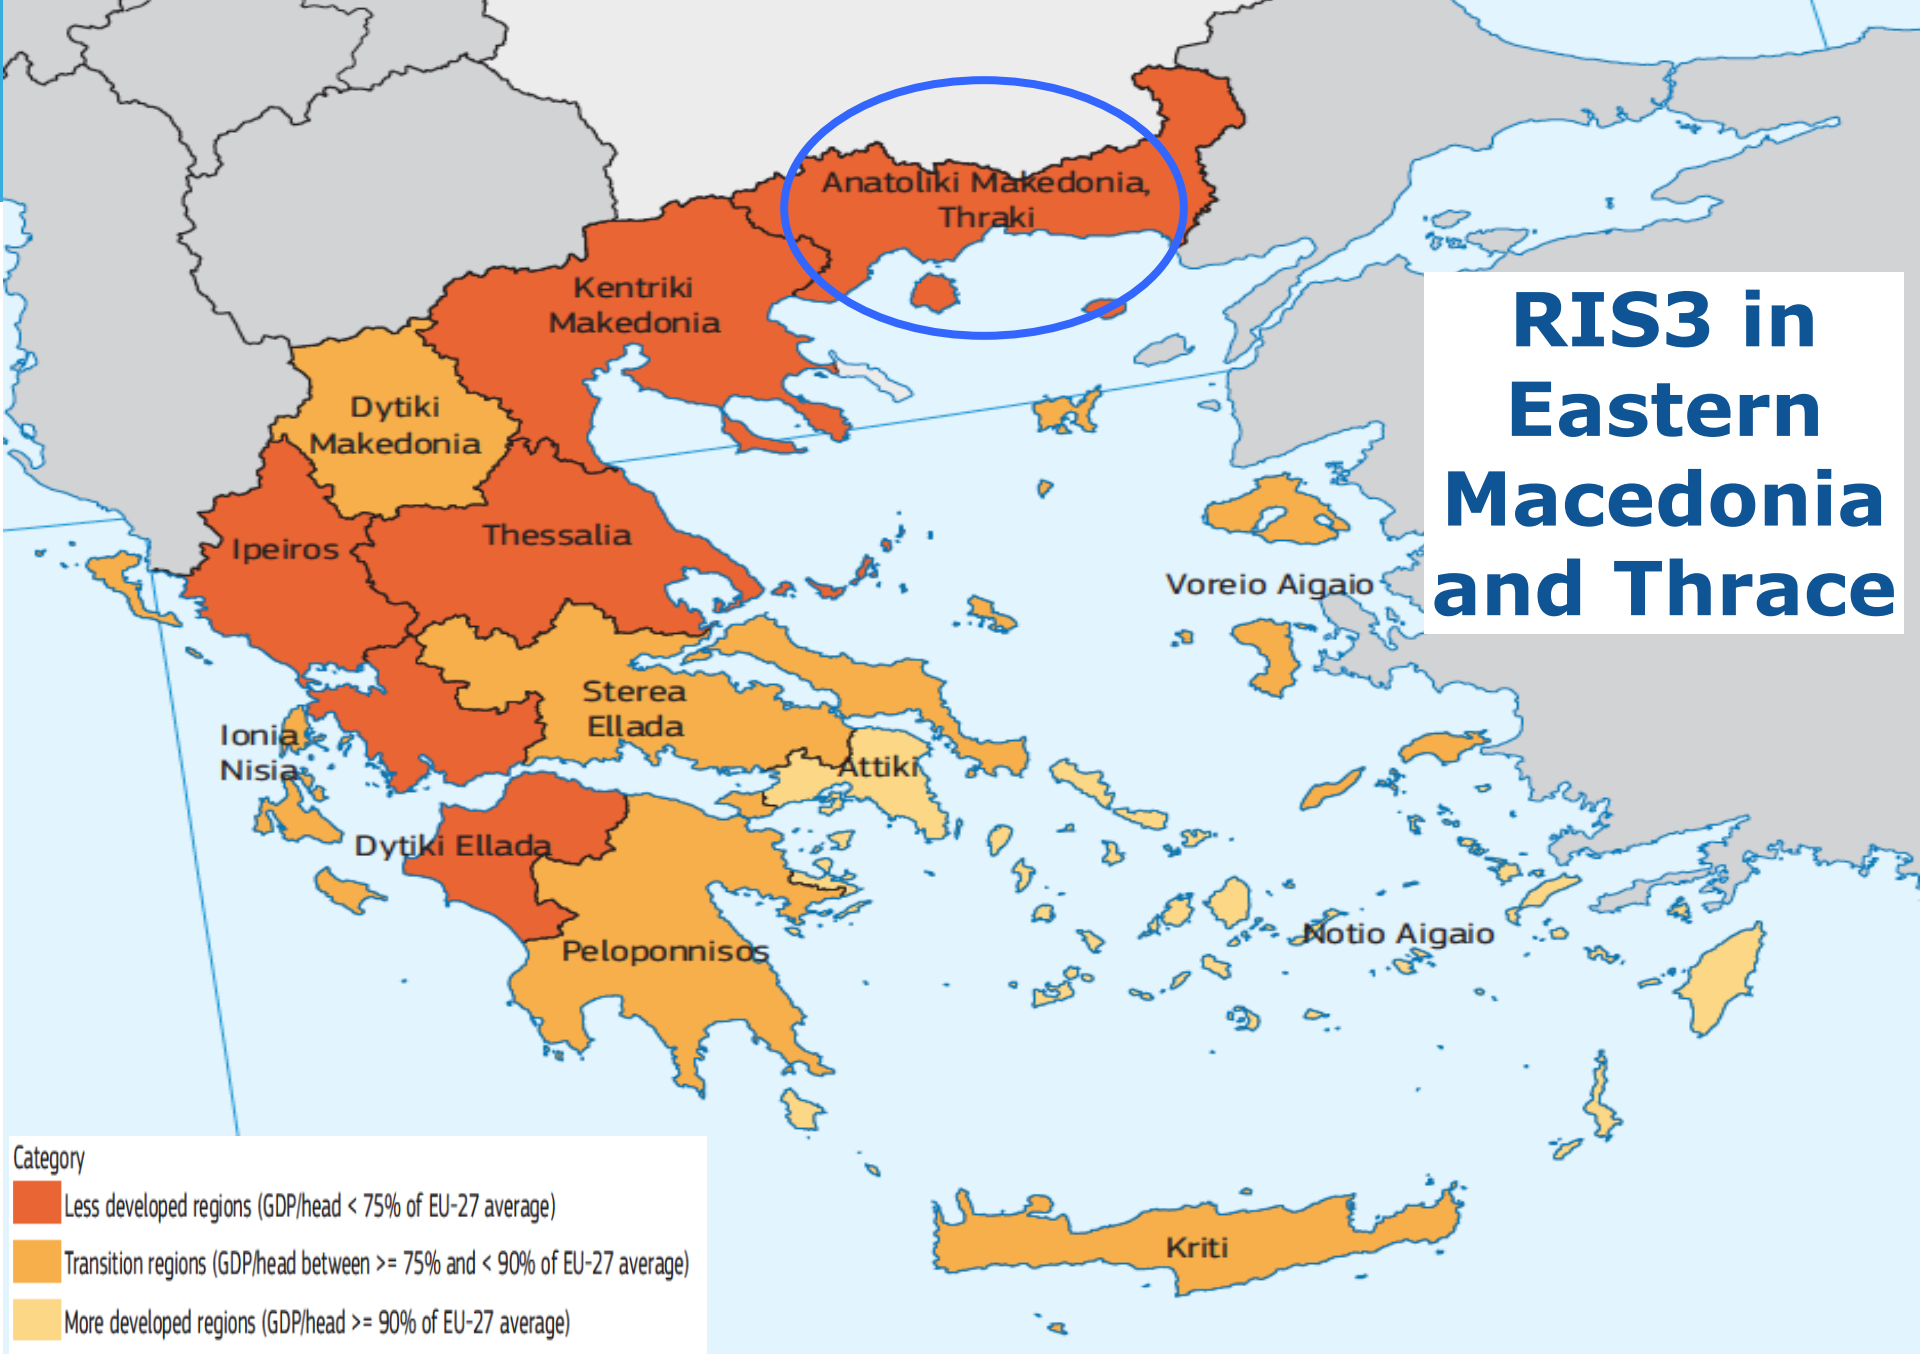 Anatoliki Makedonia,
Thraki
Kentriki
Makedonia
RIS3 in
Eastern
Macedonia
and Thrace
Dytiki
Makedonia
Ipeiros
Thessalia
Voreio Aigaio
Sterea
Ellada
Ionia
Nisia
Attiki
Dytiki Ellada
Notio Aigaio
Peloponnisos
Kriti
Category
Less developed regions (GDP/head < 75% of EU-27 average)
Transition regions (GDP/head between >= 75% and < 90% of EU-27 average)
More developed regions (GDP/head >= 90% of EU-27 average)